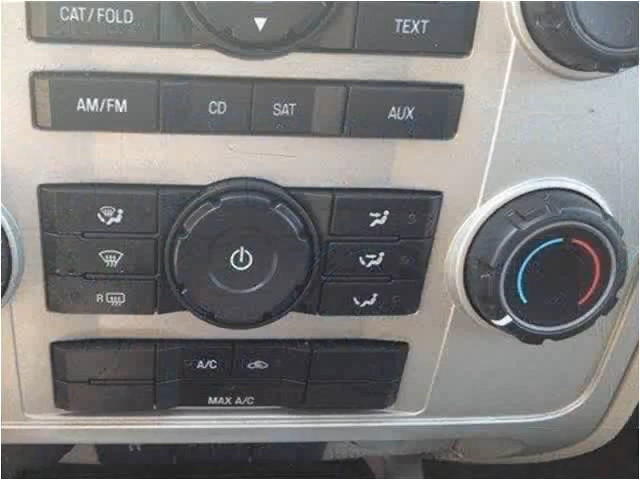 CAT/FOLD TEXT
AM/FM CD SAT AUX
R
A/C
MAX A/C